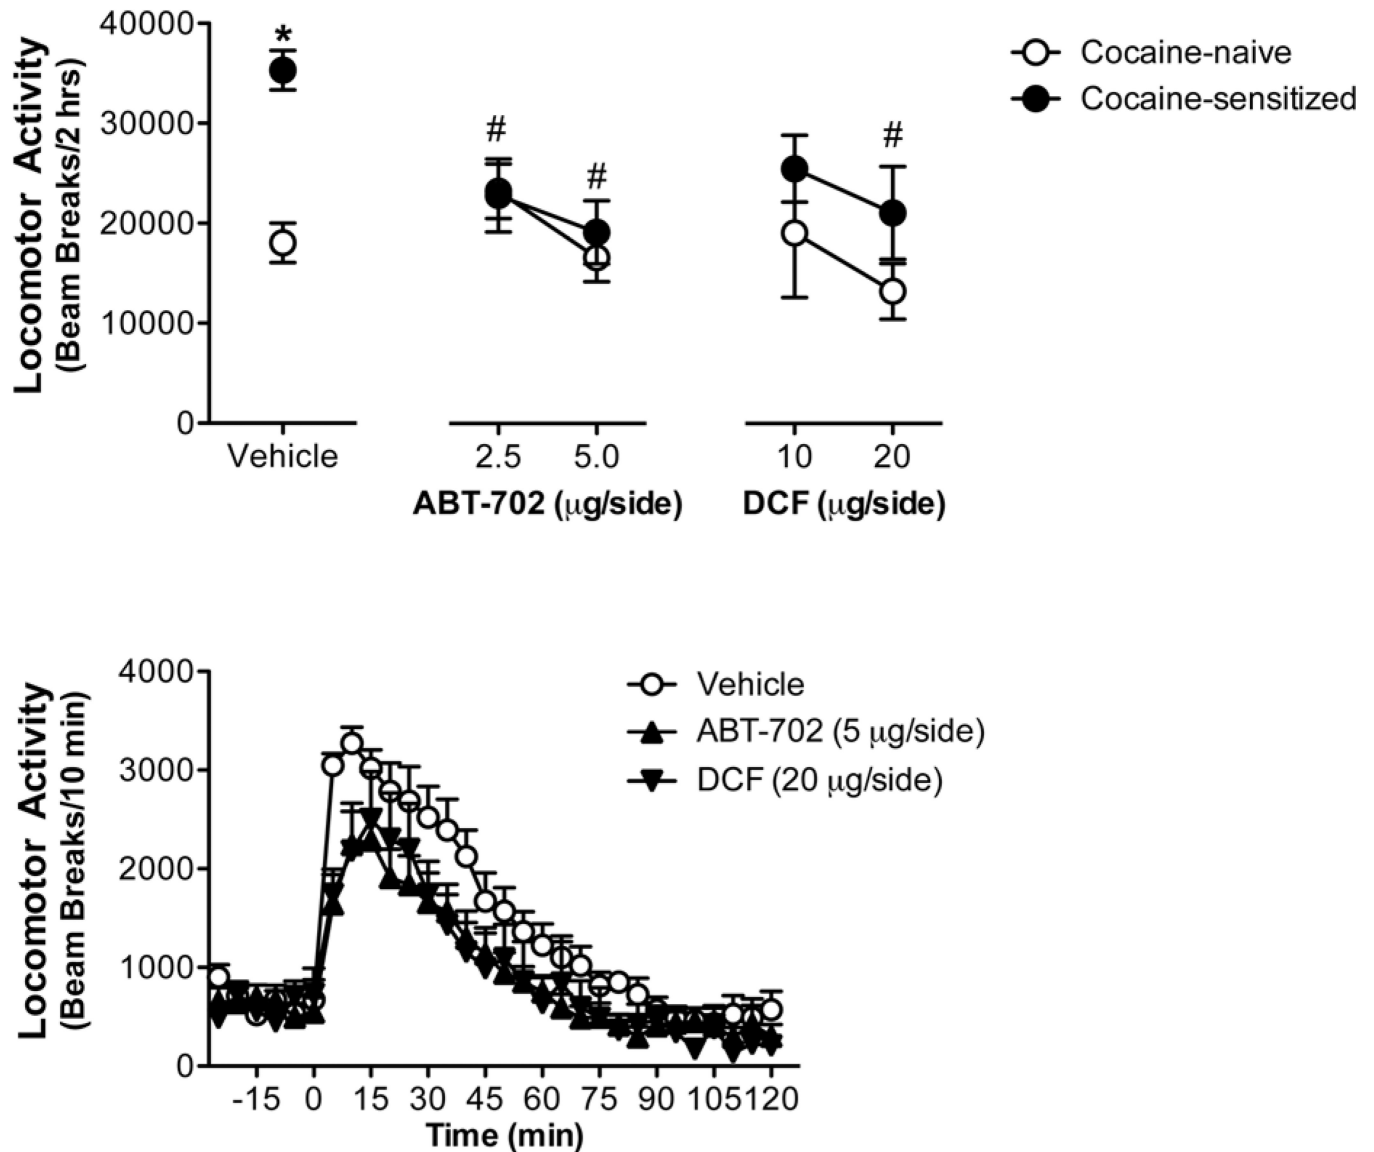 Locomotor Activity
(Beam Breaks/2 hrs)
40000
30000
20000
10000
0
*
#
#
#
Cocaine-naive
Cocaine-sensitized
Vehicle
2.5 5.0
10 20
ABT-702 (μg/side)
DCF (μg/side)
Locomotor Activity
(Beam Breaks/10 min)
4000
3000
2000
1000
0
Vehicle
ABT-702 (5 μg/side)
DCF (20 μg/side)
-15 0 15 30 45 60 75 90 105 120
Time (min)